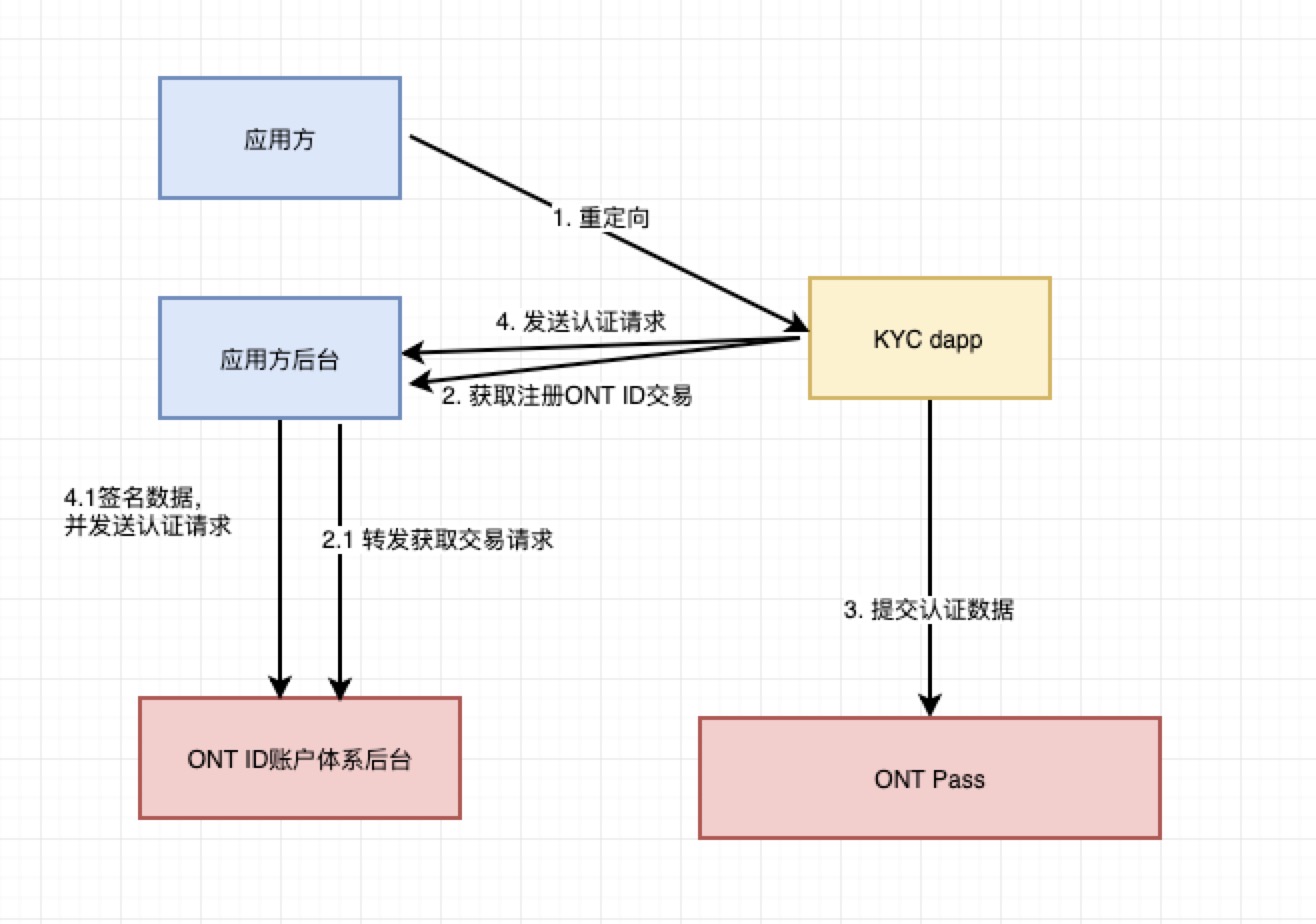 应用方
1. 重定向
4. 发送认证请求
KYC dapp
应用方后台
2. 获取注册ONT ID交易
4.1签名数据,
并发送认证请求
2.1 转发获取交易请求
3. 提交认证数据
ONT ID账户体系后台
ONT Pass